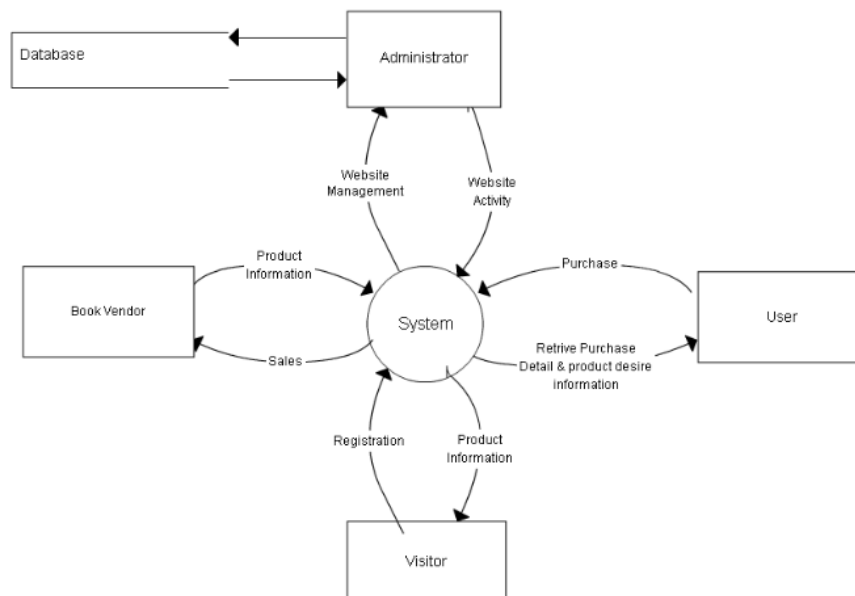 Database
Administrator
Website
Management
Website
Activity
Product
Information
Purchase
Book Vendor
System
User
Sales
Retrive Purchase
Detail & product desire
information
Registration
Product
Information
Visitor